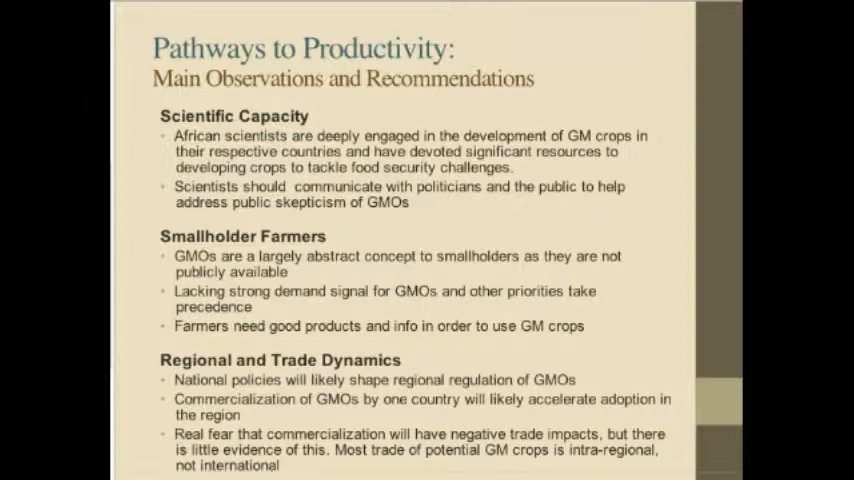 Pathways to Productivity:
Main Observations and Recommendations
Scientific Capacity
African scientists are deeply engaged in the development of GM crops in
their respective countries and have devoted significant resources to
developing crops to tackle food security challenges.
Scientists should communicate with politicians and the public to help
address public skepticism of GMOs
Smallholder Farmers
GMOs are a largely abstract concept to smallholders as they are not
publicly available
Lacking strong demand signal for GMOs and other priorities take
precedence
Farmers need good products and info in order to use GM crops
Regional and Trade Dynamics
National policies will likely shape regional regulation of GMOs
Commercialization of GMOs by one country will likely accelerate adoption in
the region
Real fear that commercialization will have negative trade impacts, but there
is little evidence of this. Most trade of potential GM crops is intra-regional,
not international